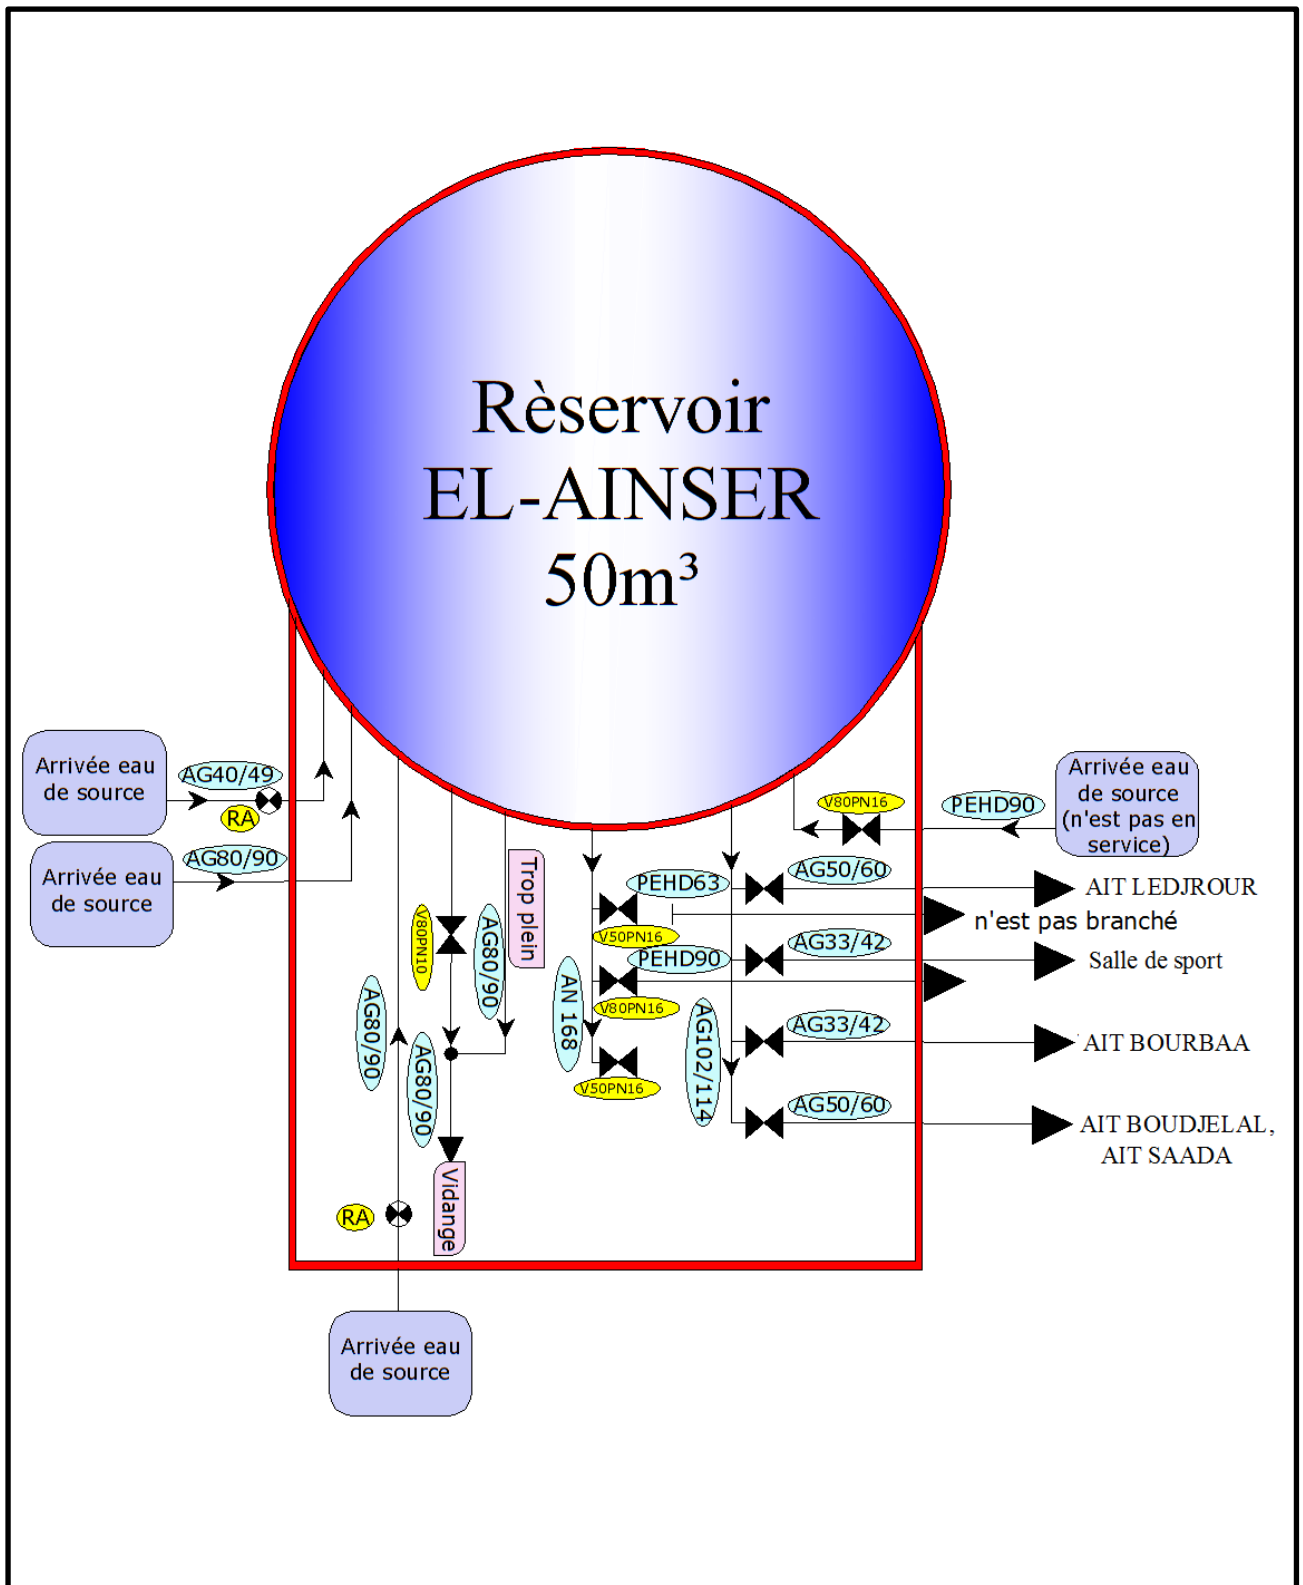 Rèservoir
EL-AINSER
50m³
Arrivée eau
de source
AG40/49
RA
Arrivée eau
de source
AG80/90
V80PN16
PEHD90
Arrivée eau
de source
(n'est pas en
service)
Trop plein
AG80/90
V80PN10
AG80/90
AG80/90
Vidange
RA
Arrivée eau
de source
AN 168
PEHD63
V50PN16
PEHD90
V80PN16
V50PN16
AG102/114
AG50/60
AIT LEDJROUR
n'est pas branché
AG33/42
Salle de sport
AG33/42
AIT BOURBAA
AG50/60
AIT BOUDJELAL,
AIT SAADA